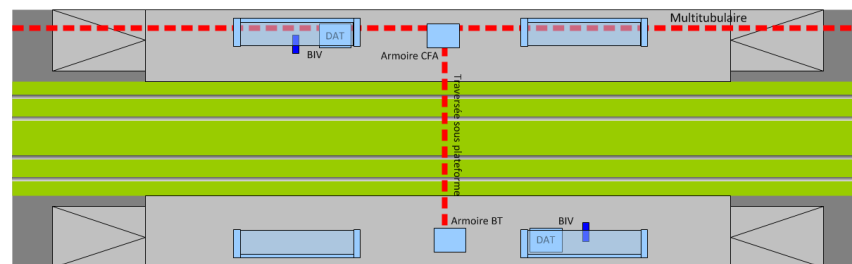 Multitubulaire
DAT
BIV
Armoire CFA
Traversée sous plateforme
Armoire BT
BIV
DAT